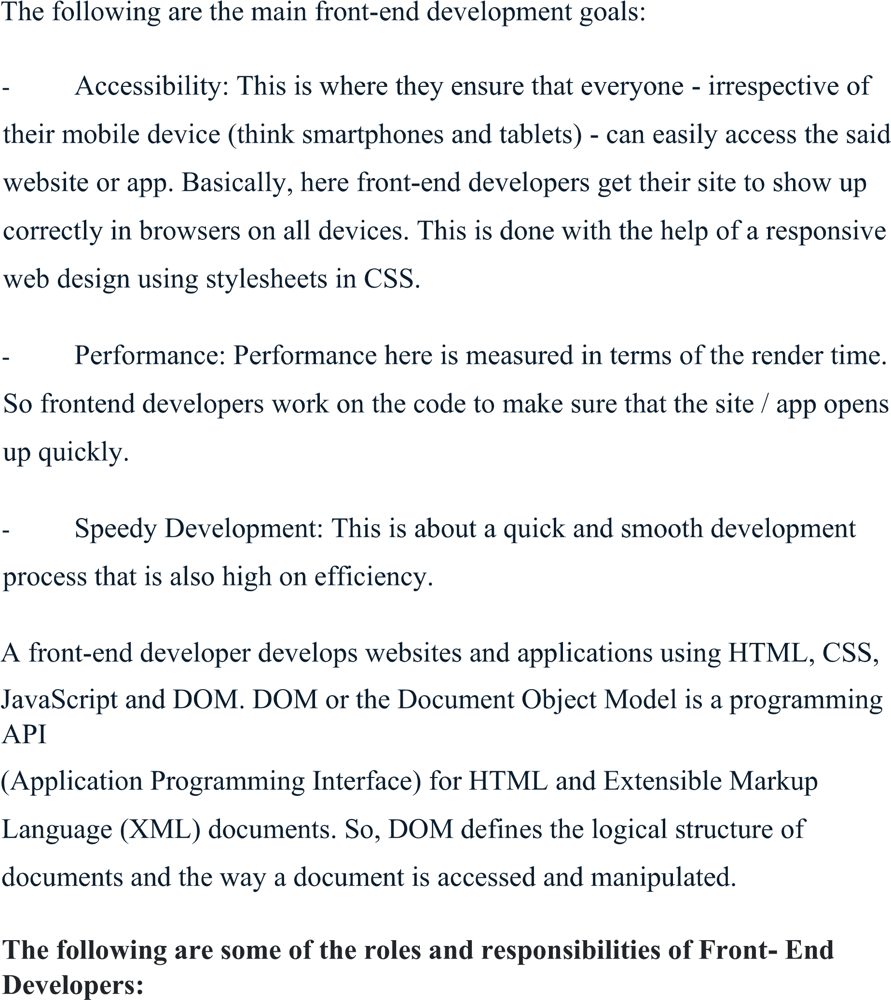 The following are the main front-end development goals:
- Accessibility: This is where they ensure that everyone - irrespective of
their mobile device (think smartphones and tablets) - can easily access the said
website or app. Basically, here front-end developers get their site to show up
correctly in browsers on all devices. This is done with the help of a responsive
web design using stylesheets in CSS.
- Performance: Performance here is measured in terms of the render time.
So frontend developers work on the code to make sure that the site / app opens
up quickly.
- Speedy Development: This is about a quick and smooth development
process that is also high on efficiency.
A front-end developer develops websites and applications using HTML, CSS,
JavaScript and DOM. DOM or the Document Object Model is a programming
API
(Application Programming Interface) for HTML and Extensible Markup
Language (XML) documents. So, DOM defines the logical structure of
documents and the way a document is accessed and manipulated.
The following are some of the roles and responsibilities of Front- End
Developers: